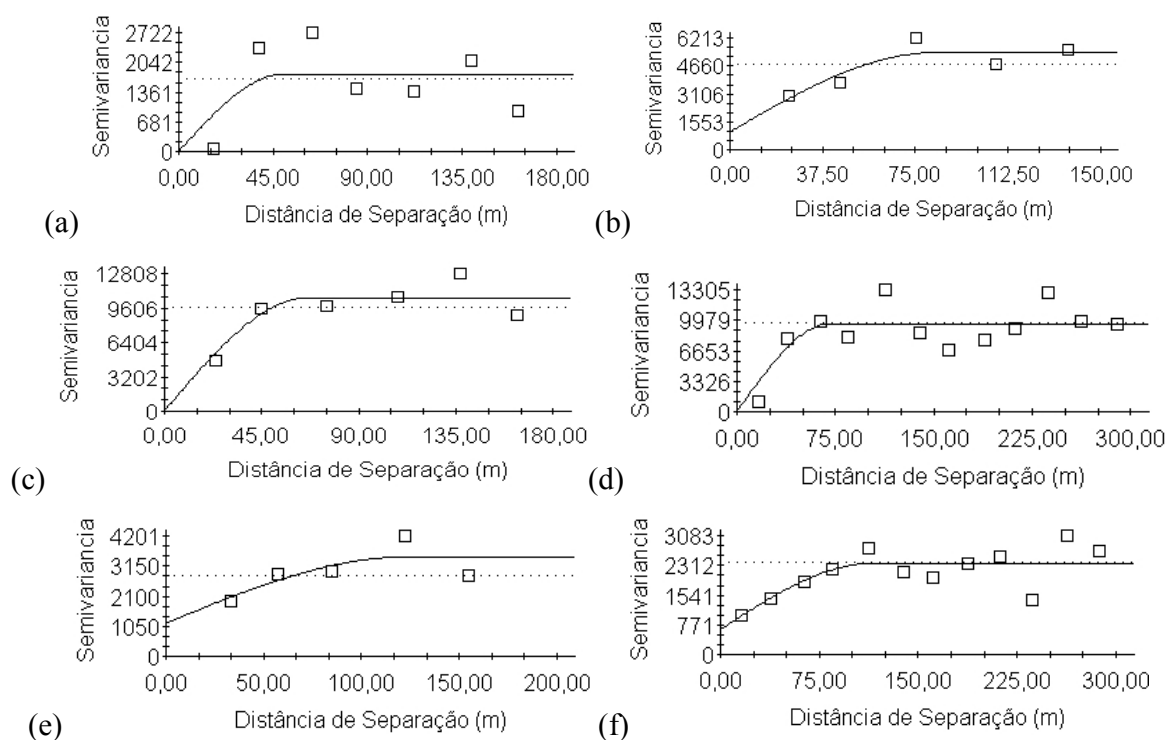 2722
2042
1361
681
0
Semivariancia
0,00 45,00 90,00 135,00 180,00
Distância de Separação (m)
(a)
6213
4660
3106
1553
0
Semivariancia
0,00 37,50 75,00 112,50 150,00
Distância de Separação (m)
(b)
12808
9606
6404
3202
0
Semivariancia
0,00 45,00 90,00 135,00 180,00
Distância de Separação (m)
(c)
13305
9979
6653
3326
0
Semivariancia
0,00 75,00 150,00 225,00 300,00
Distância de Separação (m)
(d)
4201
3150
2100
1050
0
Semivariancia
0,00 50,00 100,00 150,00 200,00
Distância de Separação (m)
(e)
3083
2312
1541
771
0
Semivariancia
0,00 75,00 150,00 225,00 300,00
Distância de Separação (m)
(f)